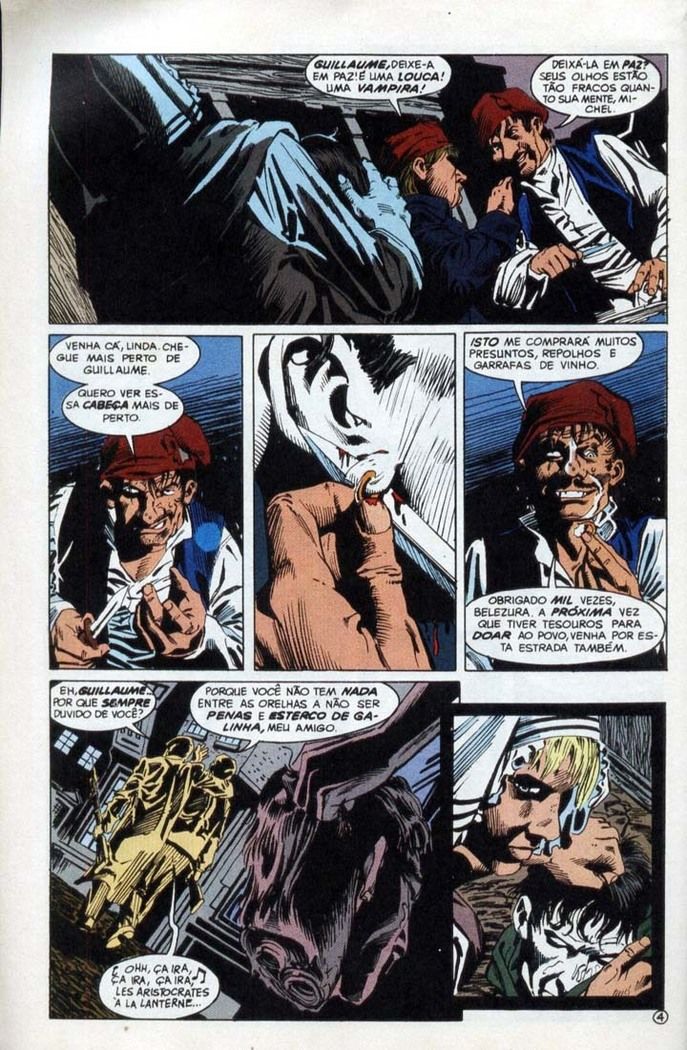 GUILLAUME, DEIXE-A
EM PAZ! É UMA LOUCA!
UMA VAMPIRA!
DEIXÁ-LA EM PAZ?
SEUS OLHOS ESTÃO
TÃO FRACOS QUAN-
TO SUA MENTE, MI-
CHEL.
VENHA CÁ, LINDA. CHE-
GUE MAIS PERTO DE
GUILLAUME.
QUERO VER ES-
SA CABEÇA MAIS DE
PERTO.
ISTO ME COMPRARÁ MUITOS
PRESUNTOS, REPOLHOS E
GARRAFAS DE VINHO.
OBRIGADO MIL VEZES,
BELEZURA. A PRÓXIMA VEZ
QUE TIVER TESOUROS PARA
DOAR AO POVO, VENHA POR ES-
TA ESTRADA TAMBÉM.
EH, GUILLAUME...
POR QUE SEMPRE
DUVIDO DE VOCÊ?
PORQUE VOCÊ NÃO TEM NADA
ENTRE AS ORELHAS A NÃO SER
PENAS E ESTERCO DE GA-
LINHA, MEU AMIGO.
OHH, ÇA IRA,
ÇA IRA, ÇA IRA,
LES ARISTOCRATES
À LA LANTERNE...
4